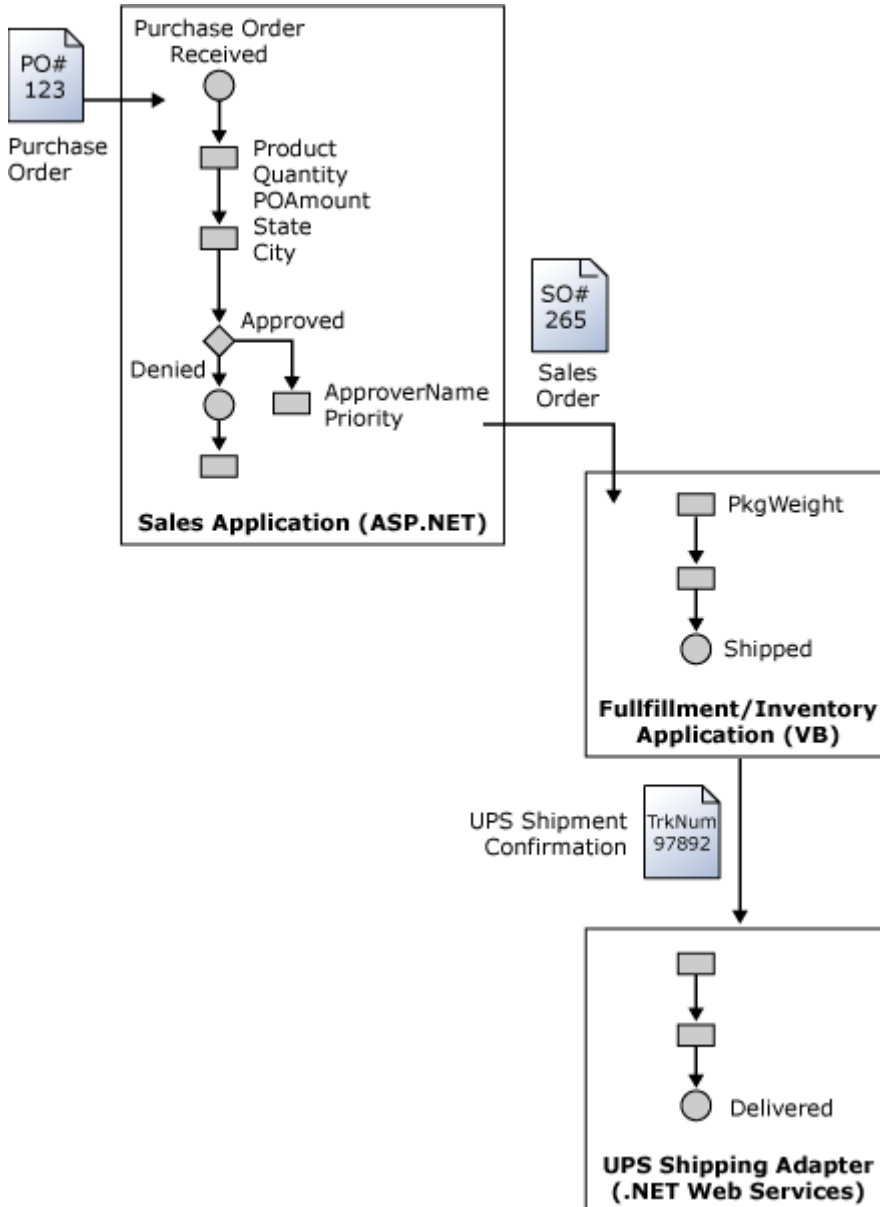 Purchase Order
Received
PO#
123
Purchase
Order
Product
Quantity
POAmount
State
City
Approved
Denied
ApproverName
Priority
Sales Application (ASP.NET)
SO#
265
Sales
Order
PkgWeight
Shipped
Fullfillment/Inventory
Application (VB)
UPS Shipment
Confirmation
TrkNum
97892
Delivered
UPS Shipping Adapter
(.NET Web Services)